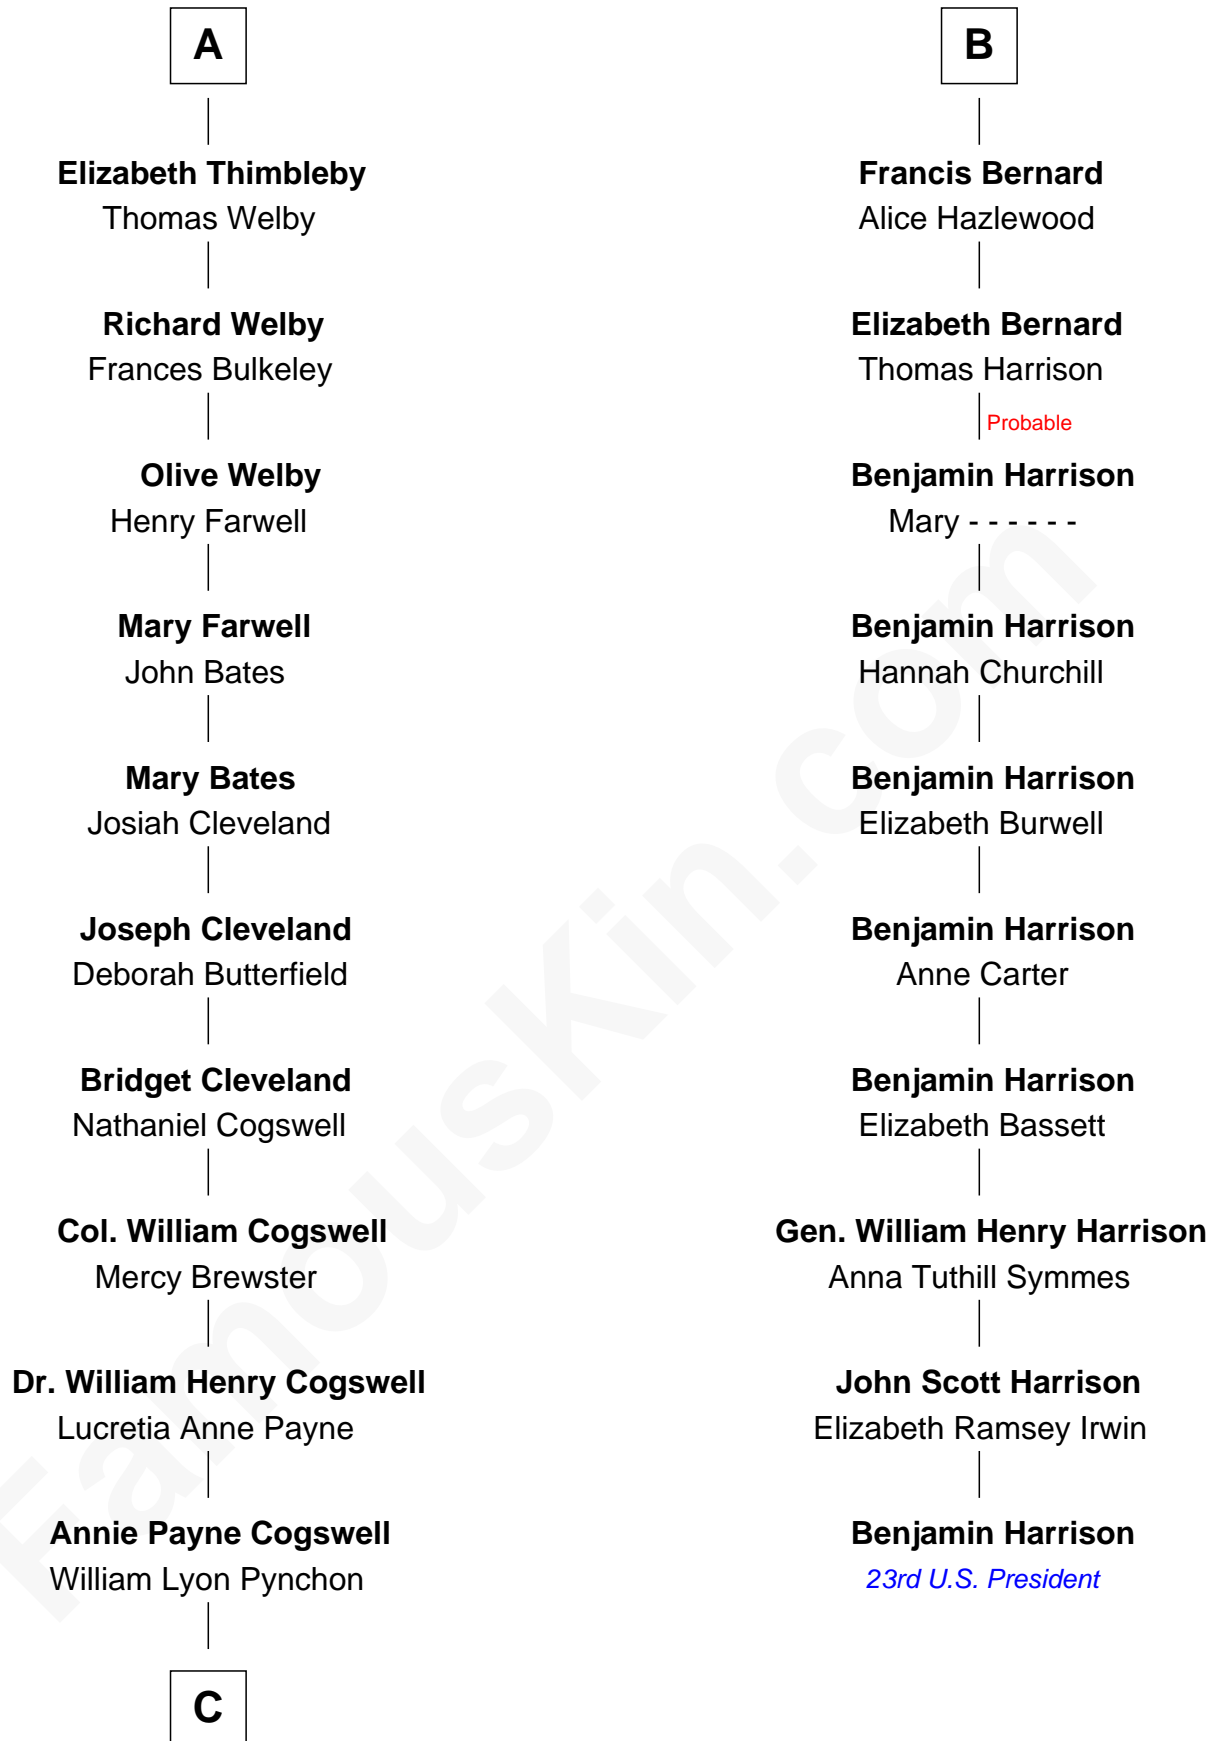 A
Elizabeth Thimbleby
Thomas Welby
Richard Welby
Frances Bulkeley
Olive Welby
Henry Farwell
Mary Farwell
John Bates
Mary Bates
Josiah Cleveland
Joseph Cleveland
Deborah Butterfield
Bridget Cleveland
Nathaniel Cogswell
Col. William Cogswell
Mercy Brewster
Dr. William Henry Cogswell
Lucretia Anne Payne
Annie Payne Cogswell
William Lyon Pynchon
C
B
Francis Bernard
Alice Hazlewood
Elizabeth Bernard
Thomas Harrison
Probable
Benjamin Harrison
Mary - - - - - -
Benjamin Harrison
Hannah Churchill
Benjamin Harrison
Elizabeth Burwell
Benjamin Harrison
Anne Carter
Benjamin Harrison
Elizabeth Bassett
Gen. William Henry Harrison
Anna Tuthill Symmes
John Scott Harrison
Elizabeth Ramsey Irwin
Benjamin Harrison
23rd U.S. President
FamousKin.com